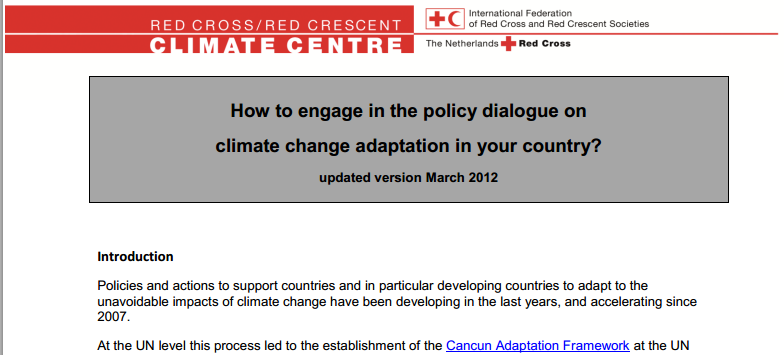 RED CROSS/RED CRESCENT
CLIMATE CENTRE
International Federation
of Red Cross and Red Crescent Societies
The Netherlands Red Cross
How to engage in the policy dialogue on
climate change adaptation in your country?
updated version March 2012
Introduction
Policies and actions to support countries and in particular developing countries to adapt to the
unavoidable impacts of climate change have been developing in the last years, and accelerating since
2007.
At the UN level this process led to the establishment of the Cancun Adaptation Framework at the UN